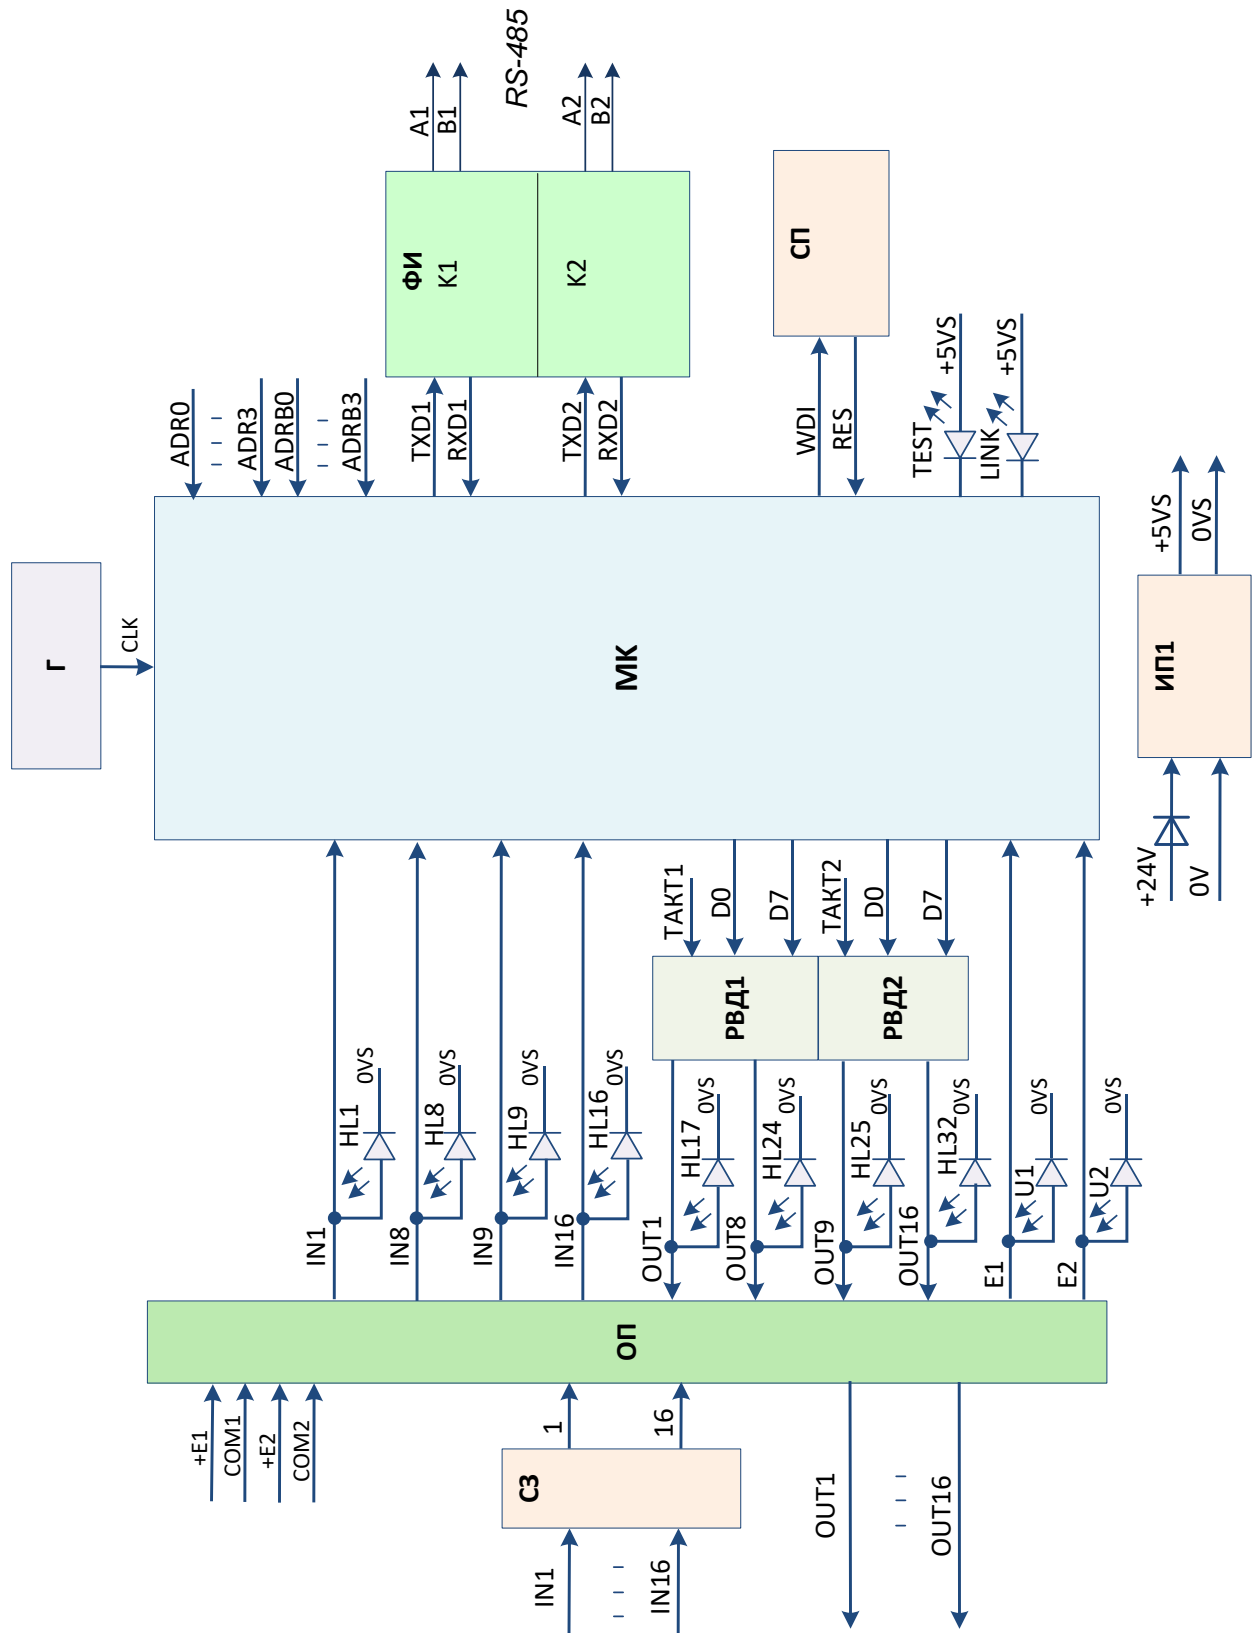 Г
CLK
ADR0
ADR3
ADRB0
ADRB3
ФИ
К1
К2
TXD1
RXD1
TXD2
RXD2
A1
B1
A2
B2
RS-485
СП
WDI
RES
TEST
+5VS
LINK
+5VS
МК
ИП1
+24V
0V
+5VS
0VS
IN1
HL1
0VS
IN8
HL8
0VS
IN9
HL9
0VS
IN16
HL16
0VS
ТАКТ1
D0
D7
ТАКТ2
D0
D7
РВД1
РВД2
OUT1
HL17
0VS
OUT8
HL24
0VS
OUT9
HL25
0VS
OUT16
HL32
0VS
E1
U1
0VS
E2
U2
0VS
ОП
+E1
COM1
+E2
COM2
1
16
СЗ
IN1
IN16
OUT1
OUT16